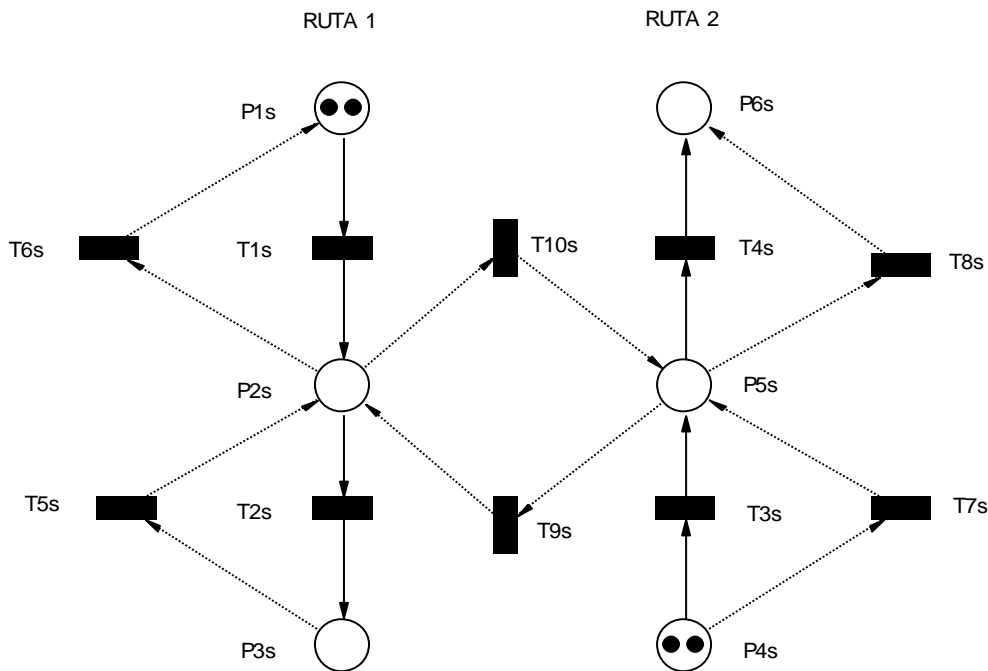 RUTA 1
RUTA 2
P1s
P6s
T6s
T1s
T10s
T4s
T8s
P2s
P5s
T5s
T2s
T9s
T3s
T7s
P3s
P4s